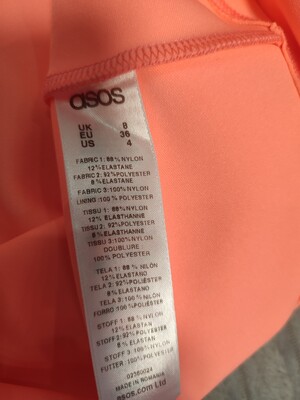 asos
UK 8
EU 36
US 4
FABRIC 1: 88%NYLON
12%ELASTANE
FABRIC 2: 92%POLYESTER
8%ELASTANE
FABRIC 3:100%NYLON
LINING :100% POLYESTER
TISSU 1: 88%NYLON
12%ELASTHANNE
TISSU 2: 92%POLYESTER
8%ELASTHANNE
TISSU 3:100%NYLON
DOUBLURE
100% POLYESTER
TELA 1: 88% NILÓN
12%ELASTANO
TELA 2: 92%POLIÉSTER
8%ELASTANO
TELA 3:100% NILÓN
FORRO 100%POLIÉSTER
STOFF 1: 88%NYLON
12% ELASTAN
STOFF 2: 92%POLYESTER
8% ELASTAN
STOFF 3:100%NYLON
FUTTER:100%POLYESTER
MADE IN ROMANIA
asos.com Ltd